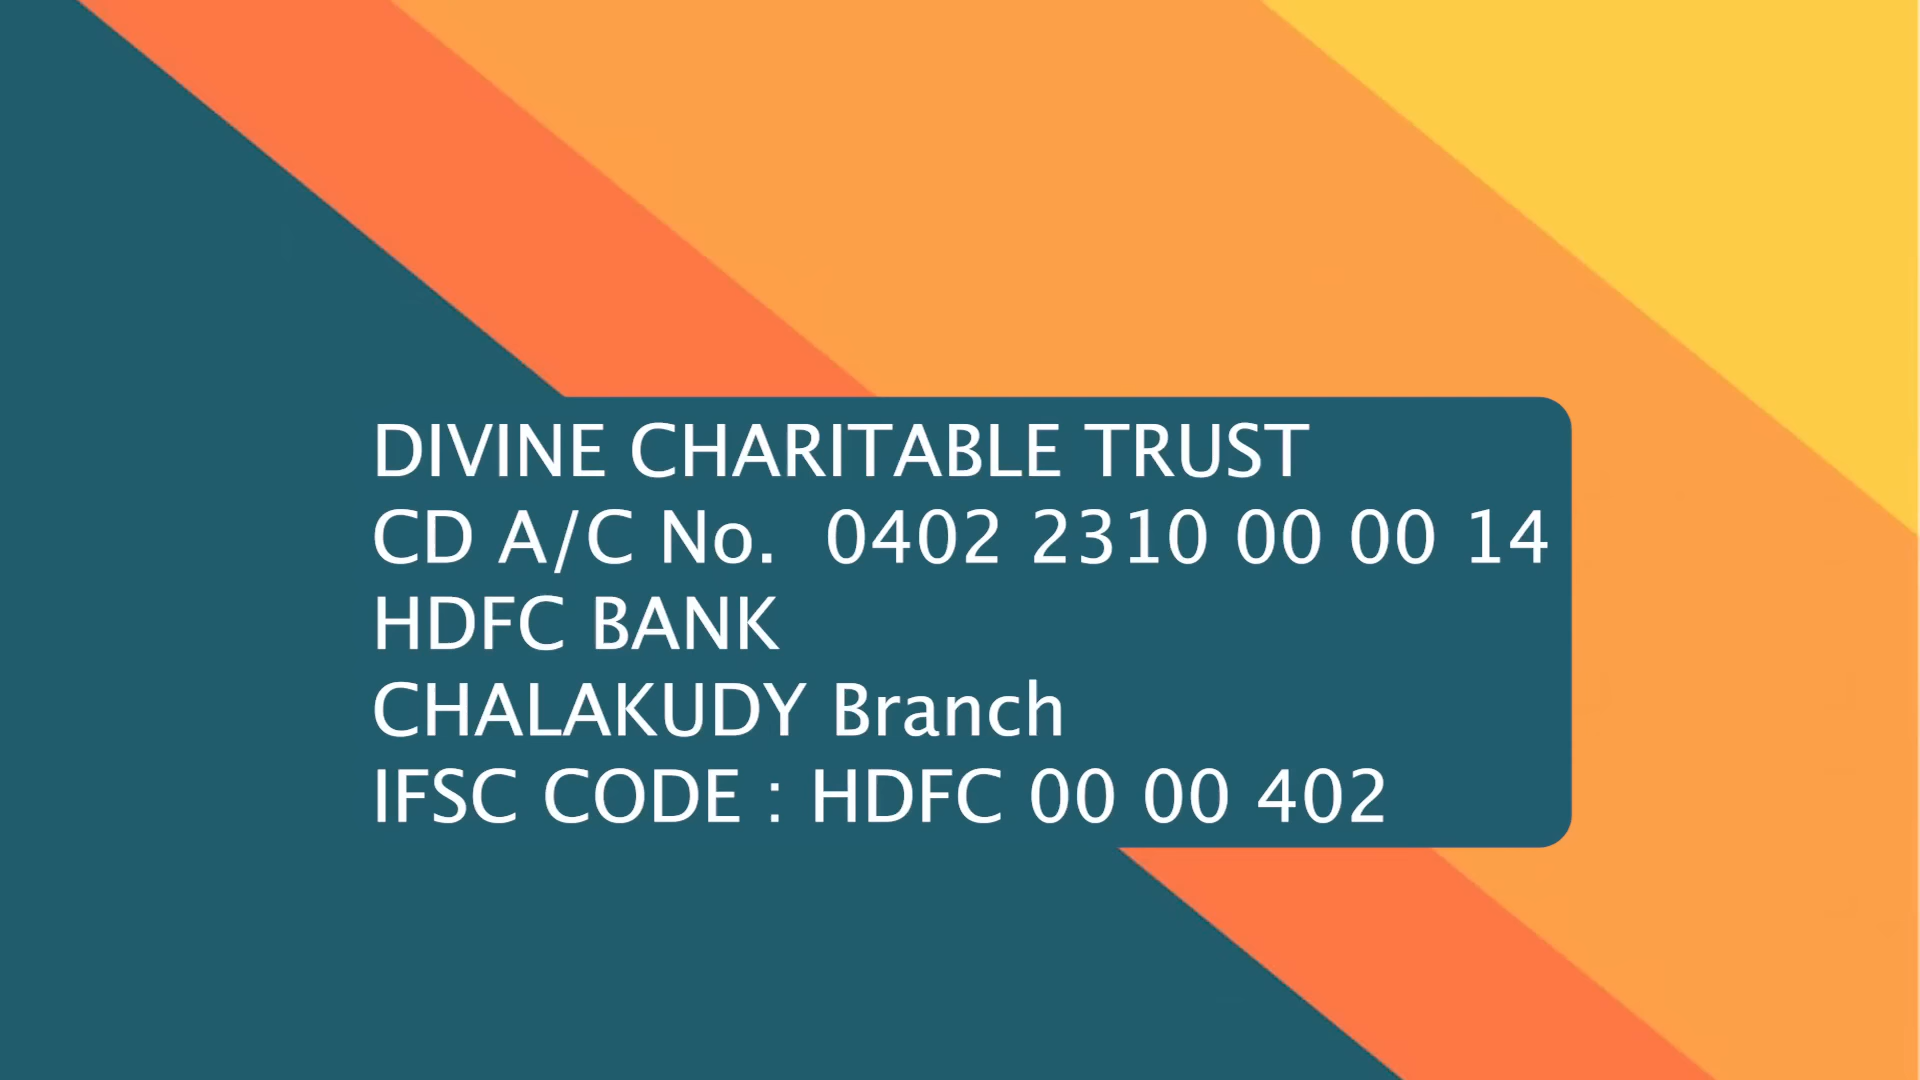 DIVINE CHARITABLE TRUST
CD A/C No.  0402 2310 00 00 14
HDFC BANK
CHALAKUDY Branch
IFSC CODE : HDFC 00 00 402